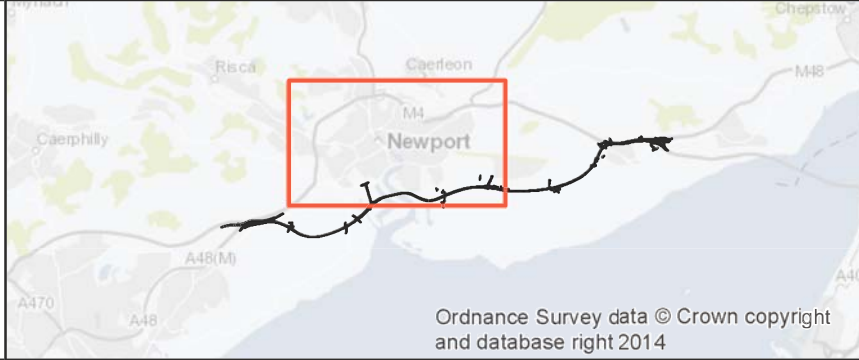 Chepstow
Risca
Caerleon
M48
M4
Caerphilly
Newport
A48(M)
A470
A48
Ordnance Survey data © Crown copyright
and database right 2014